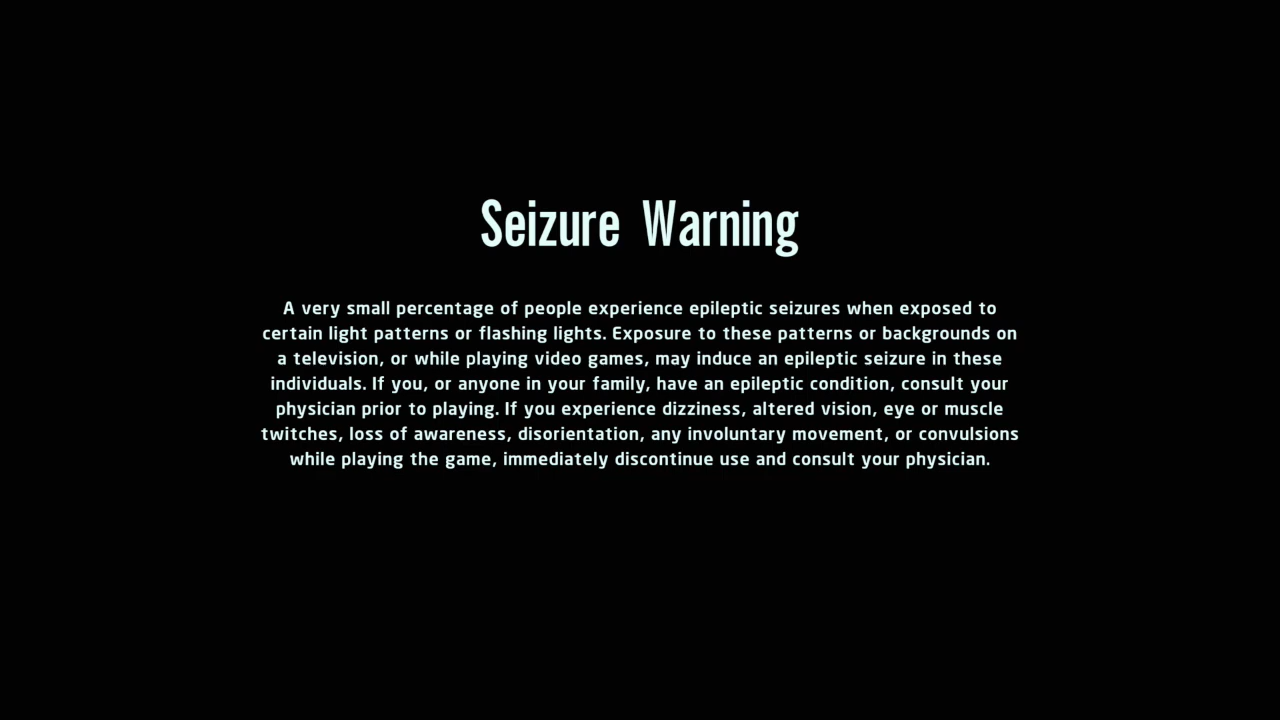 Seizure Warning
A very small percentage of people experience epileptic seizures when exposed to
certain light patterns or flashing lights. Exposure to these patterns or backgrounds on
a television, or while playing video games, may induce an epileptic seizure in these
individuals. If you, or anyone in your family, have an epileptic condition, consult your
physician prior to playing. If you experience dizziness, altered vision, eye or muscle
twitches, loss of awareness, disorientation, any involuntary movement, or convulsions
while playing the game, immediately discontinue use and consult your physician.